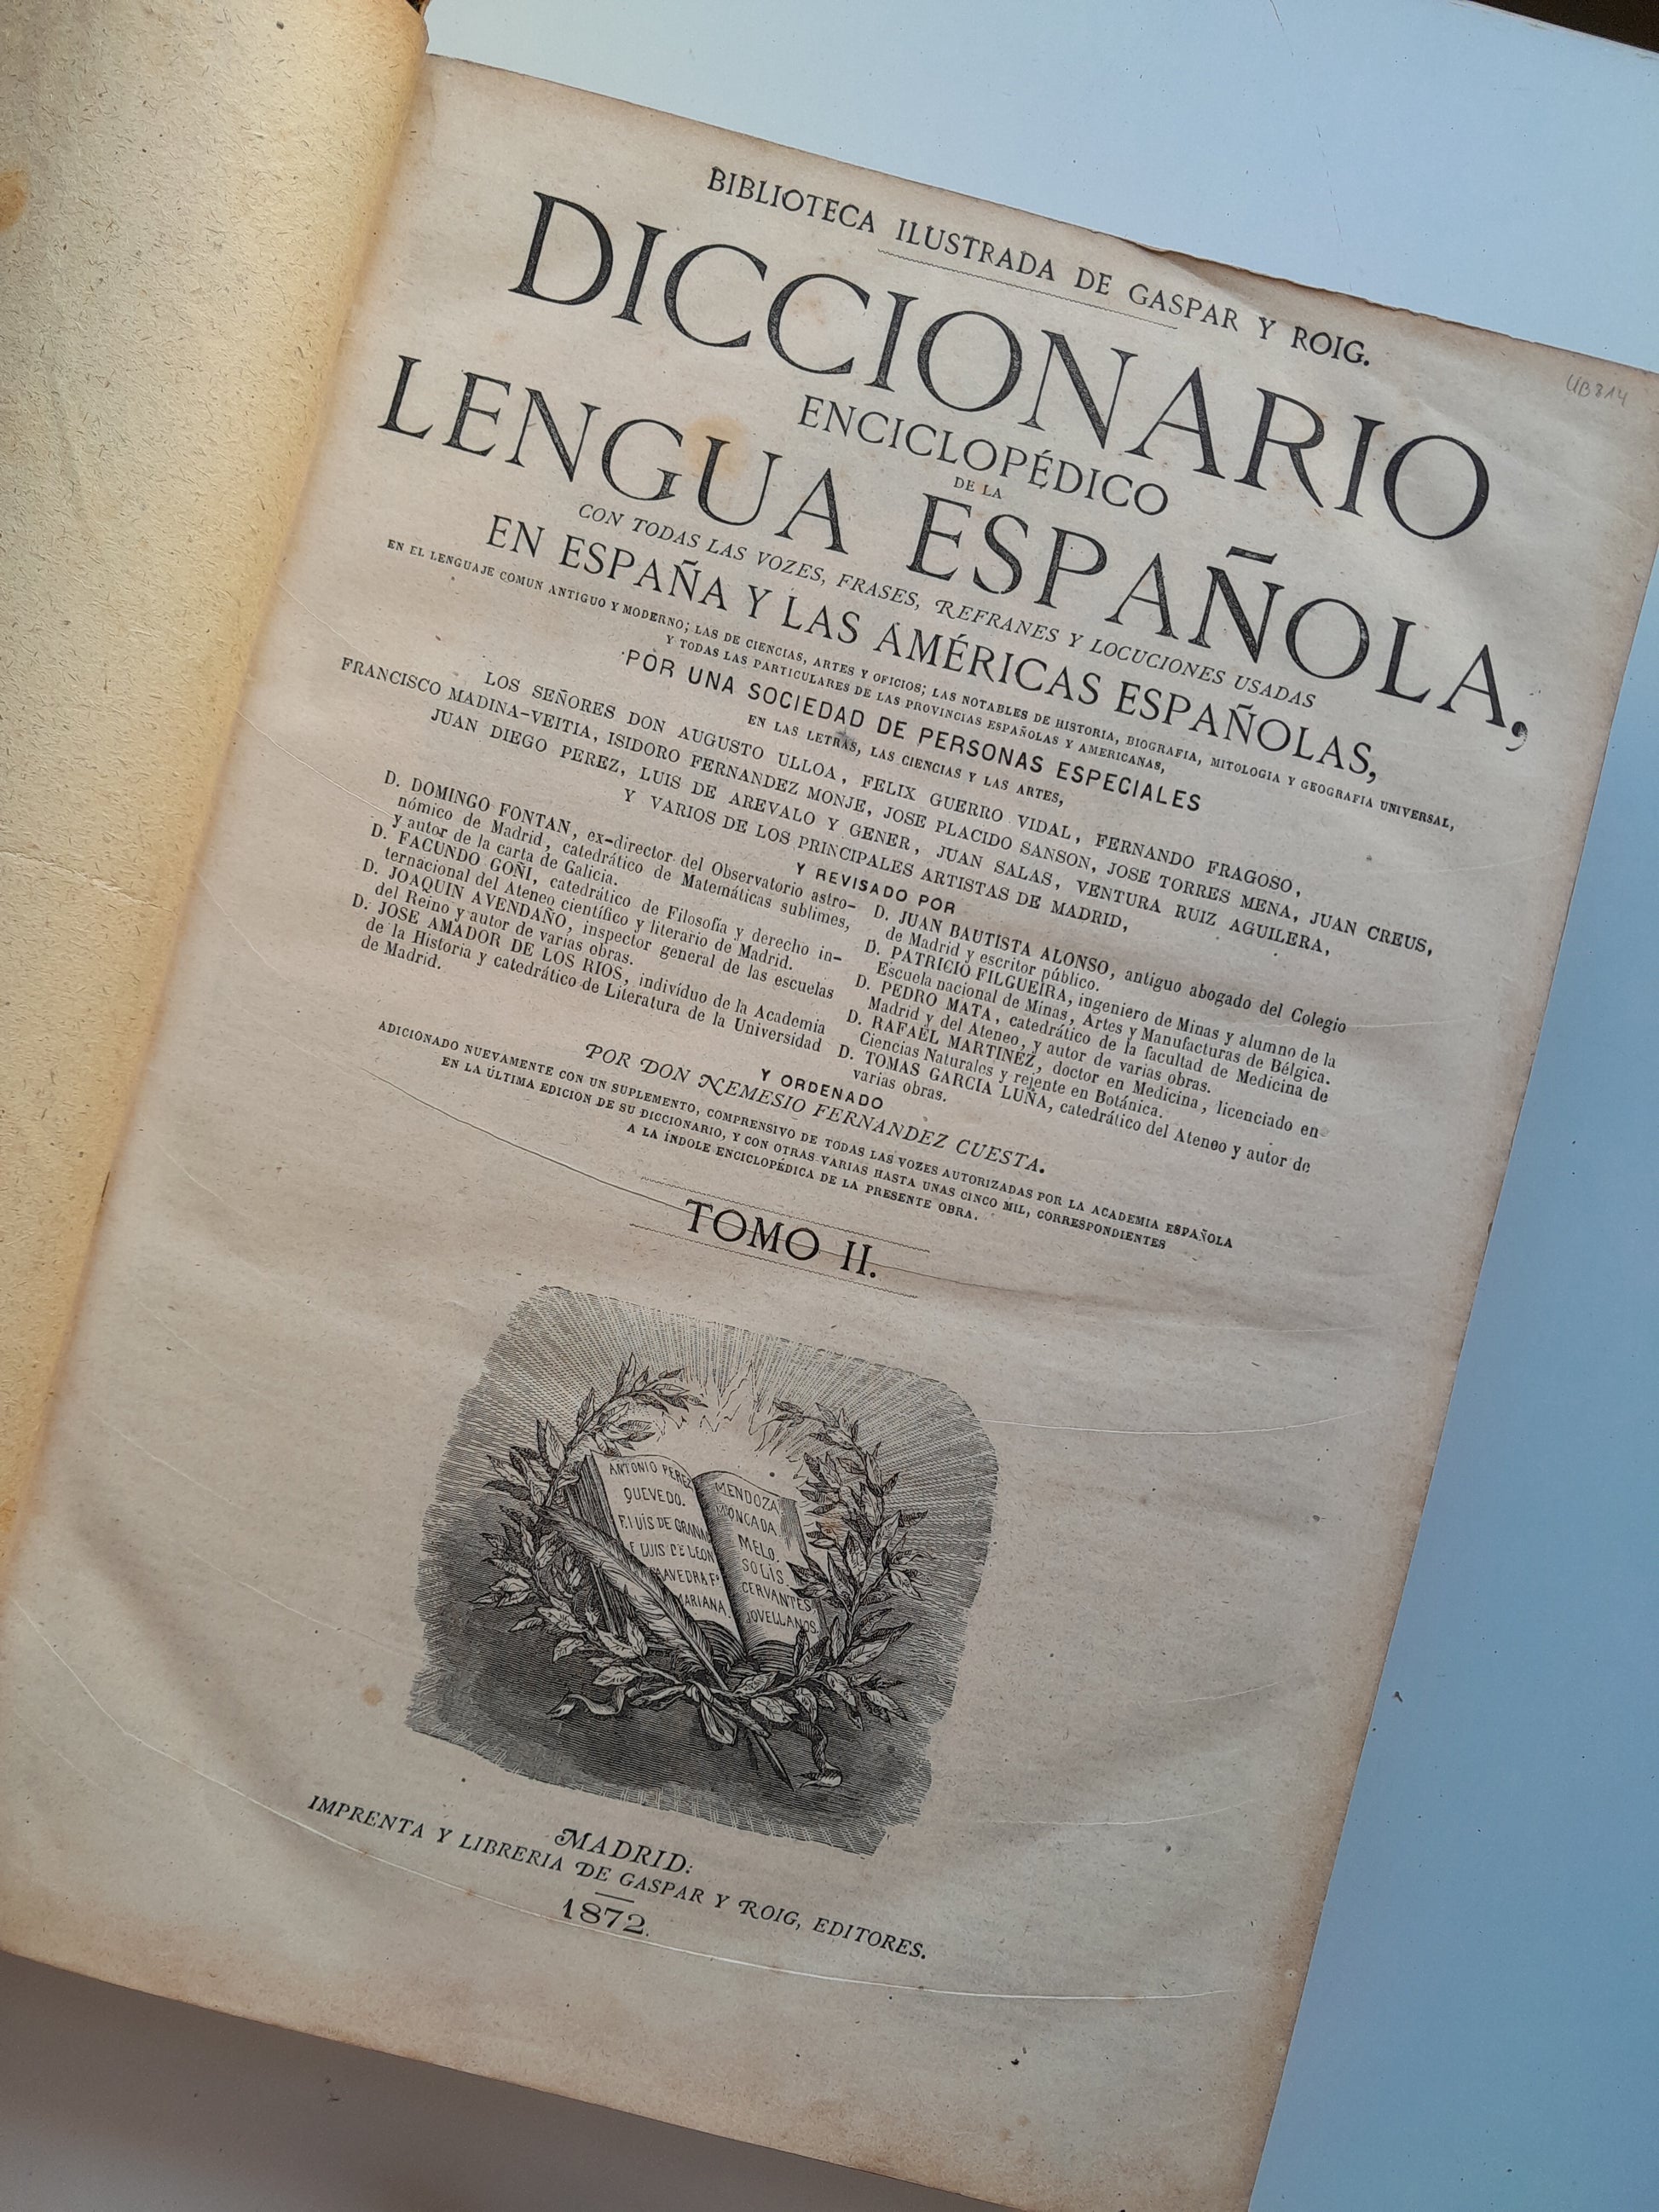 BIBLIOTECA ILUSTRADA DE GASPAR Y ROIG.
DICCIONARIO
ENCICLOPÉDICO
DE LA
LENGUA ESPAÑOLA,
CON TODAS LAS VOZES, FRASES, REFRANES Y LOCUCIONES USADAS
EN ESPAÑA Y LAS AMÉRICAS ESPAÑOLAS,
EN EL LENGUAJE COMUN ANTIGUO Y MODERNO; LAS DE CIENCIAS, ARTES Y OFICIOS; LAS NOTABLES DE HISTORIA, BIOGRAFIA, MITOLOGIA Y GEOGRAFIA UNIVERSAL,
Y TODAS LAS PARTICULARES DE LAS PROVINCIAS ESPAÑOLAS Y AMERICANAS,
POR UNA SOCIEDAD DE PERSONAS ESPECIALES
EN LAS LETRAS, LAS CIENCIAS Y LAS ARTES,
LOS SEÑORES DON AUGUSTO ULLOA, FELIX GUERRO VIDAL, FERNANDO FRAGOSO,
FRANCISCO MADINA-VEITIA, ISIDORO FERNANDEZ MONJE, JOSE PLACIDO SANSON, JOSE TORRES MENA, JUAN CREUS,
JUAN DIEGO PEREZ, LUIS DE AREVALO Y GENER, JUAN SALAS, VENTURA RUIZ AGUILERA,
Y VARIOS DE LOS PRINCIPALES ARTISTAS DE MADRID,
Y REVISADO POR
D. DOMINGO FONTAN, ex-director del Observatorio astro-
nómico de Madrid, catedrático de Matemáticas sublimes,
y autor de la carta de Galicia.
D. FACUNDO GOÑI, catedrático de Filosofía y derecho in-
ternacional del Ateneo científico y literario de Madrid.
D. JOAQUIN AVENDAÑO, inspector general de las escuelas
del Reino y autor de varias obras.
D. JOSE AMADOR DE LOS RIOS, indivíduo de la Academia
de la Historia y catedrático de Literatura de la Universidad
de Madrid.
D. JUAN BAUTISTA ALONSO, antiguo abogado del Colegio
de Madrid y escritor público.
D. PATRICIO FILGUEIRA, ingeniero de Minas y alumno de la
Escuela nacional de Minas, Artes y Manufacturas de Bélgica.
D. PEDRO MATA, catedrático de la facultad de Medicina de
Madrid y del Ateneo, y autor de varias obras.
D. RAFAEL MARTINEZ, doctor en Medicina, licenciado en
Ciencias Naturales y rejente en Botánica.
D. TOMAS GARCIA LUÑA, catedrático del Ateneo y autor de
varias obras.
Y ORDENADO
POR DON NEMESIO FERNANDEZ CUESTA.
ADICIONADO NUEVAMENTE CON UN SUPLEMENTO, COMPRENSIVO DE TODAS LAS VOZES AUTORIZADAS POR LA ACADEMIA ESPAÑOLA
EN LA ÚLTIMA EDICION DE SU DICCIONARIO, Y CON OTRAS VARIAS HASTA UNAS CINCO MIL, CORRESPONDIENTES
A LA ÍNDOLE ENCICLOPÉDICA DE LA PRESENTE OBRA.
TOMO II.
ANTONIO PEREZ
QUEVEDO.
F. LUIS DE GRANA
F. LUIS DE LEON
SAAVEDRA Fº
MARIANA.
MENDOZA
MONCADA.
MELO.
SOLIS.
CERVANTES
JOVELLANOS.
MADRID:
IMPRENTA Y LIBRERIA DE GASPAR Y ROIG, EDITORES.
1872.